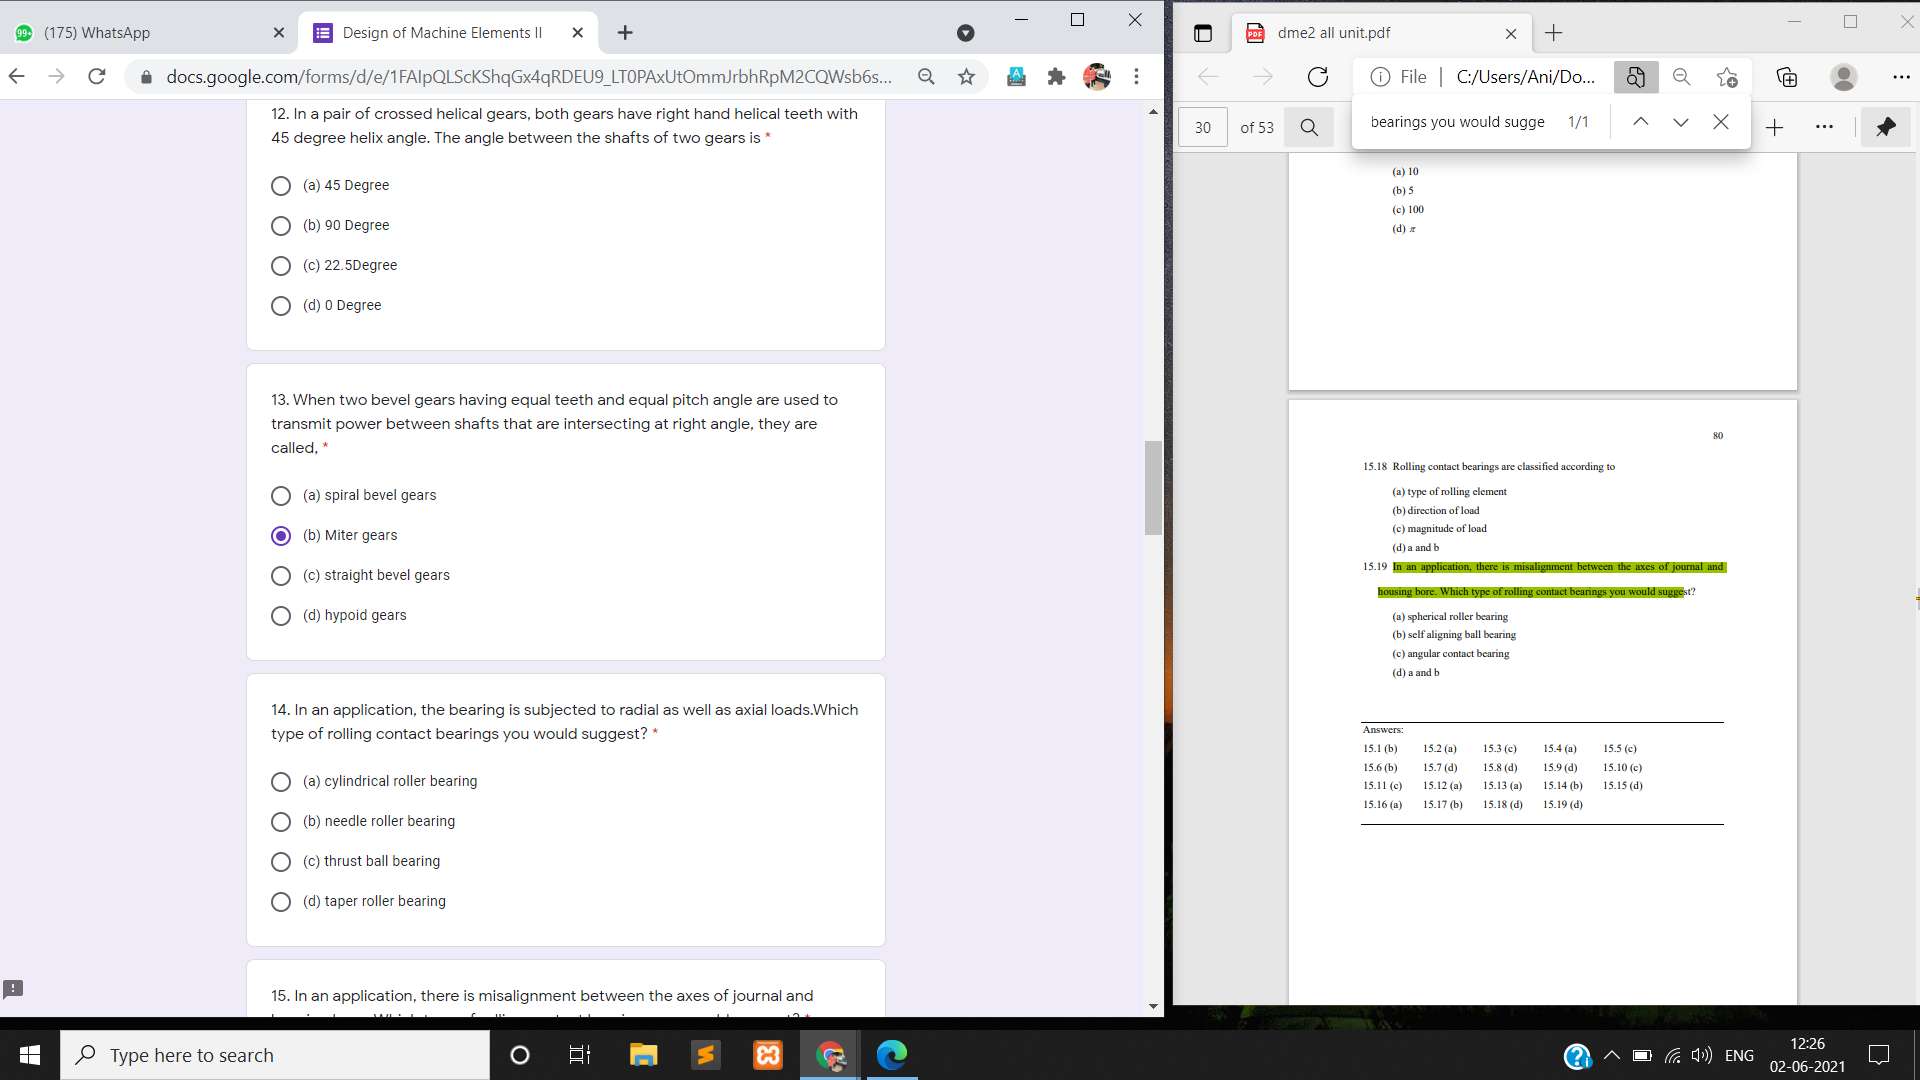 99+ (175) WhatsApp
Design of Machine Elements II
docs.google.com/forms/d/e/1FAIpQLScKShqGx4qRDEU9_LT0PAxUtOmmJrbhRpM2CQWsb6s...
12. In a pair of crossed helical gears, both gears have right hand helical teeth with
45 degree helix angle. The angle between the shafts of two gears is *
(a) 45 Degree
(b) 90 Degree
(c) 22.5Degree
(d) 0 Degree
13. When two bevel gears having equal teeth and equal pitch angle are used to
transmit power between shafts that are intersecting at right angle, they are
called, *
(a) spiral bevel gears
(b) Miter gears
(c) straight bevel gears
(d) hypoid gears
14. In an application, the bearing is subjected to radial as well as axial loads.Which
type of rolling contact bearings you would suggest? *
(a) cylindrical roller bearing
(b) needle roller bearing
(c) thrust ball bearing
(d) taper roller bearing
15. In an application, there is misalignment between the axes of journal and
PDF dme2 all unit.pdf
File | C:/Users/Ani/Do...
30 of 53
bearings you would sugge 1/1
(a) 10
(b) 5
(c) 100
(d) π
80
15.18 Rolling contact bearings are classified according to
(a) type of rolling element
(b) direction of load
(c) magnitude of load
(d) a and b
15.19 In an application, there is misalignment between the axes of journal and
housing bore. Which type of rolling contact bearings you would suggest?
(a) spherical roller bearing
(b) self aligning ball bearing
(c) angular contact bearing
(d) a and b
Answers:
15.1 (b) 15.2 (a) 15.3 (c) 15.4 (a) 15.5 (c)
15.6 (b) 15.7 (d) 15.8 (d) 15.9 (d) 15.10 (c)
15.11 (c) 15.12 (a) 15.13 (a) 15.14 (b) 15.15 (d)
15.16 (a) 15.17 (b) 15.18 (d) 15.19 (d)
Type here to search
ENG
12:26
02-06-2021